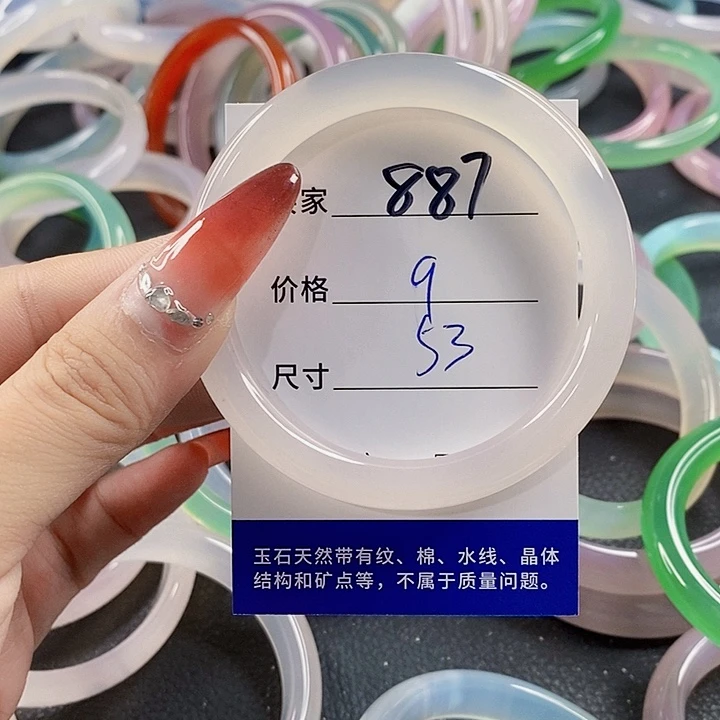 家 887
价格 9
尺寸 53
玉石天然带有纹、棉、水线、晶体
结构和矿点等，不属于质量问题。